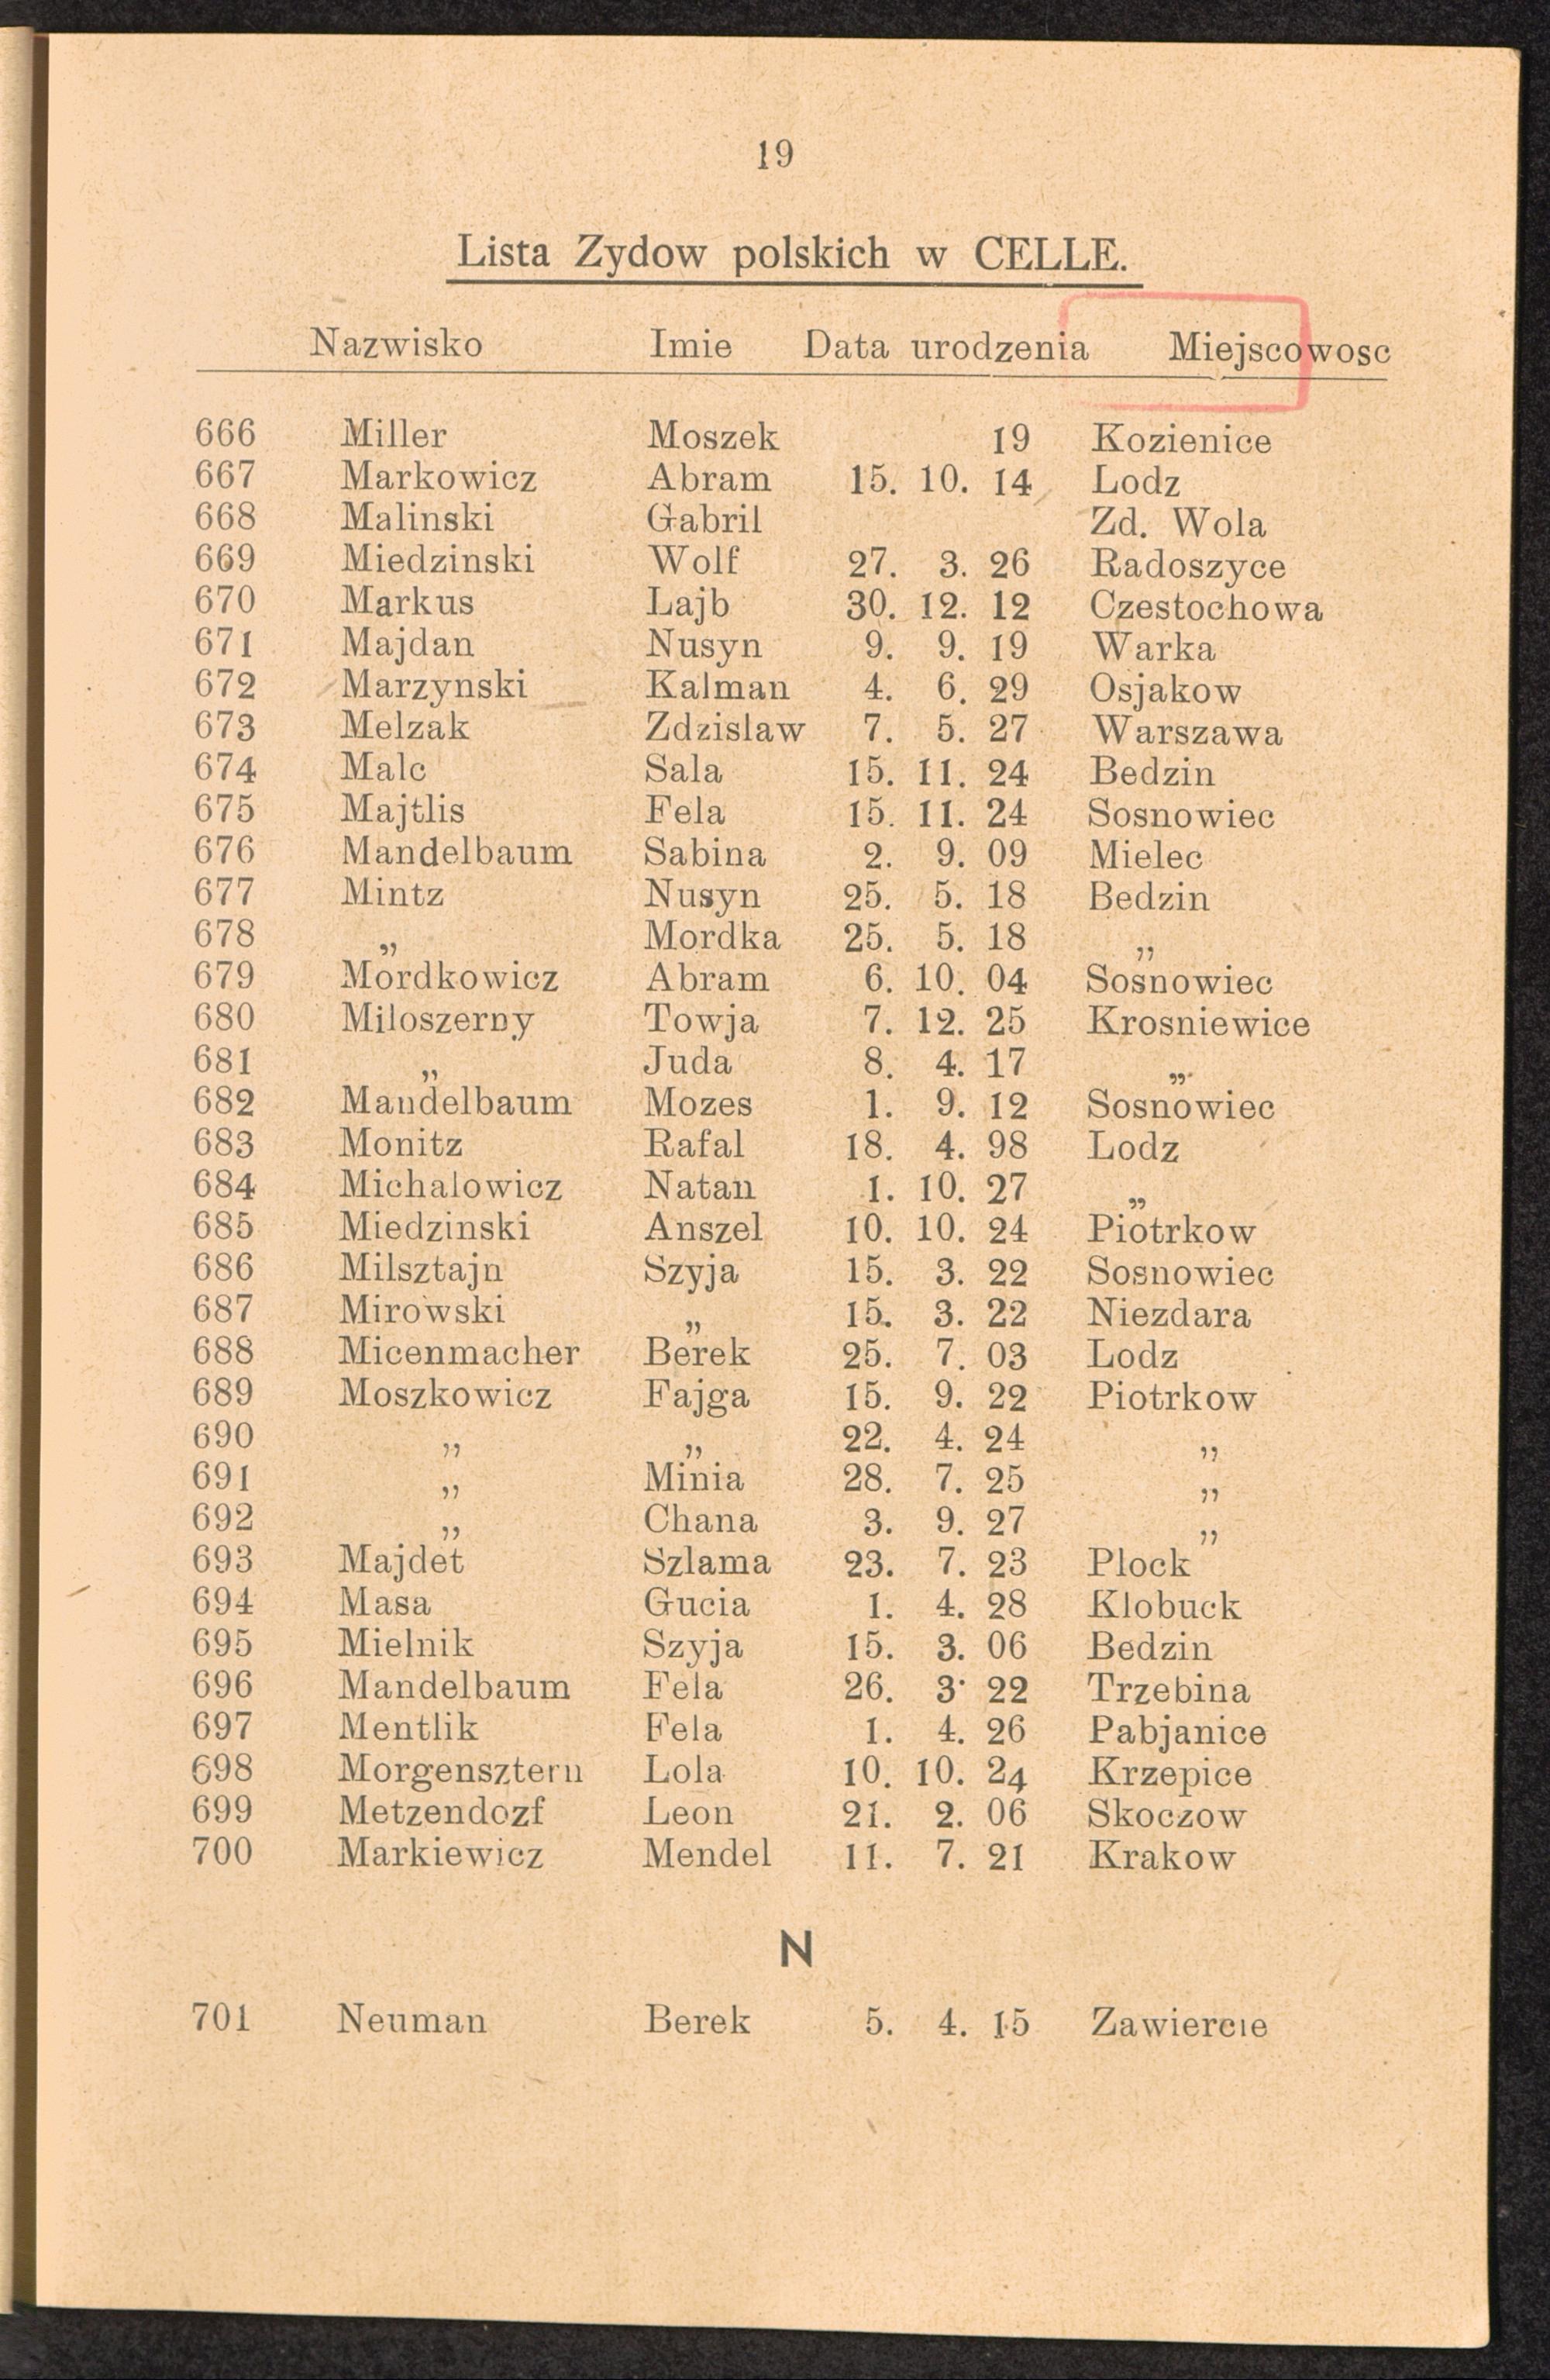 19
Lista Zydow polskich w CELLE.
Nazwisko Imie Data urodzenia Miejscowosc
666 Miller Moszek 19 Kozienice
667 Markowicz Abram 15. 10. 14 Lodz
668 Malinski Gabril Zd. Wola
669 Miedzinski Wolf 27. 3. 26 Radoszyce
670 Markus Lajb 30. 12. 12 Czestochowa
671 Majdan Nusyn 9. 9. 19 Warka
672 Marzynski Kalman 4. 6. 29 Osjakow
673 Melzak Zdzislaw 7. 5. 27 Warszawa
674 Malc Sala 15. 11. 24 Bedzin
675 Majtlis Fela 15. 11. 24 Sosnowiec
676 Mandelbaum Sabina 2. 9. 09 Mielec
677 Mintz Nusyn 25. 5. 18 Bedzin
678 „ Mordka 25. 5. 18 „
679 Mordkowicz Abram 6. 10. 04 Sosnowiec
680 Miloszerny Towja 7. 12. 25 Krosniewice
681 „ Juda 8. 4. 17 „
682 Mandelbaum Mozes 1. 9. 12 Sosnowiec
683 Monitz Rafal 18. 4. 98 Lodz
684 Michalowicz Natan 1. 10. 27 „
685 Miedzinski Anszel 10. 10. 24 Piotrkow
686 Milsztajn Szyja 15. 3. 22 Sosnowiec
687 Mirowski „ 15. 3. 22 Niezdara
688 Micenmacher Berek 25. 7. 03 Lodz
689 Moszkowicz Fajga 15. 9. 22 Piotrkow
690 „ „ 22. 4. 24 „
691 „ Minia 28. 7. 25 „
692 „ Chana 3. 9. 27 „
693 Majdet Szlama 23. 7. 23 Plock
694 Masa Gucia 1. 4. 28 Klobuck
695 Mielnik Szyja 15. 3. 06 Bedzin
696 Mandelbaum Fela 26. 3· 22 Trzebina
697 Mentlik Fela 1. 4. 26 Pabjanice
698 Morgensztern Lola 10. 10. 24 Krzepice
699 Metzendozf Leon 21. 2. 06 Skoczow
700 Markiewicz Mendel 11. 7. 21 Krakow
N
701 Neuman Berek 5. 4. 15 Zawiercie